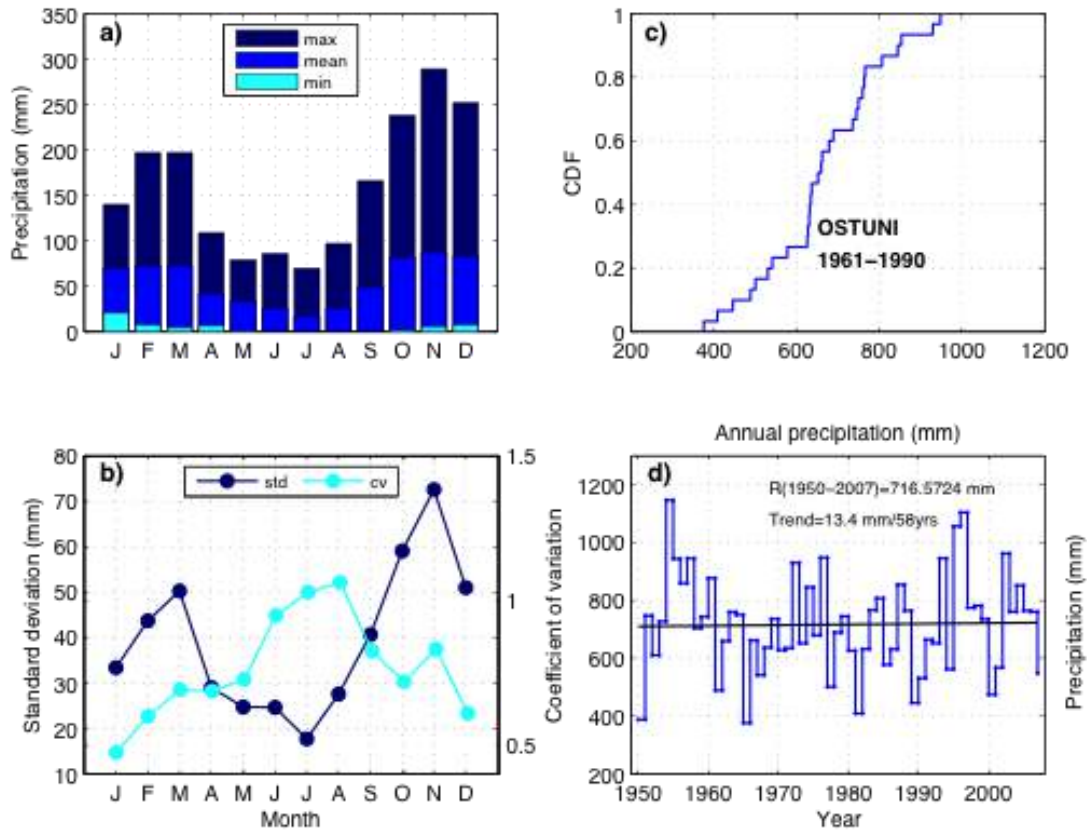 a)
max
mean
min
350
300
250
200
150
100
50
0
Precipitation (mm)
J F M A M J J A S O N D
c)
1
0.8
0.6
0.4
0.2
0
CDF
OSTUNI
1961–1990
200 400 600 800 1000 1200
Annual precipitation (mm)
b)
std cv
80
70
60
50
40
30
20
10
Standard deviation (mm)
1.5
1
0.5
Coefficient of variation
J F M A M J J A S O N D
Month
d)
R(1950–2007)=716.5724 mm
Trend=13.4 mm/58yrs
1200
1000
800
600
400
200
Precipitation (mm)
1950 1960 1970 1980 1990 2000
Year